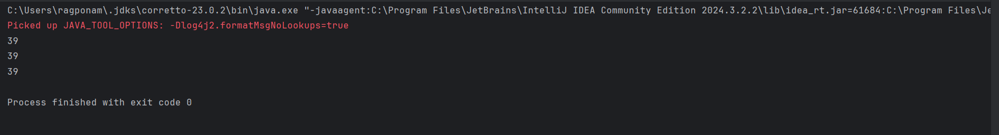 C:\Users\ragponam\.jdks\corretto-23.0.2\bin\java.exe "-javaagent:C:\Program Files\JetBrains\IntelliJ IDEA Community Edition 2024.3.2.2\lib\idea_rt.jar=61684:C:\Program Files\Je
Picked up JAVA_TOOL_OPTIONS: -Dlog4j2.formatMsgNoLookups=true
39
39
39
Process finished with exit code 0